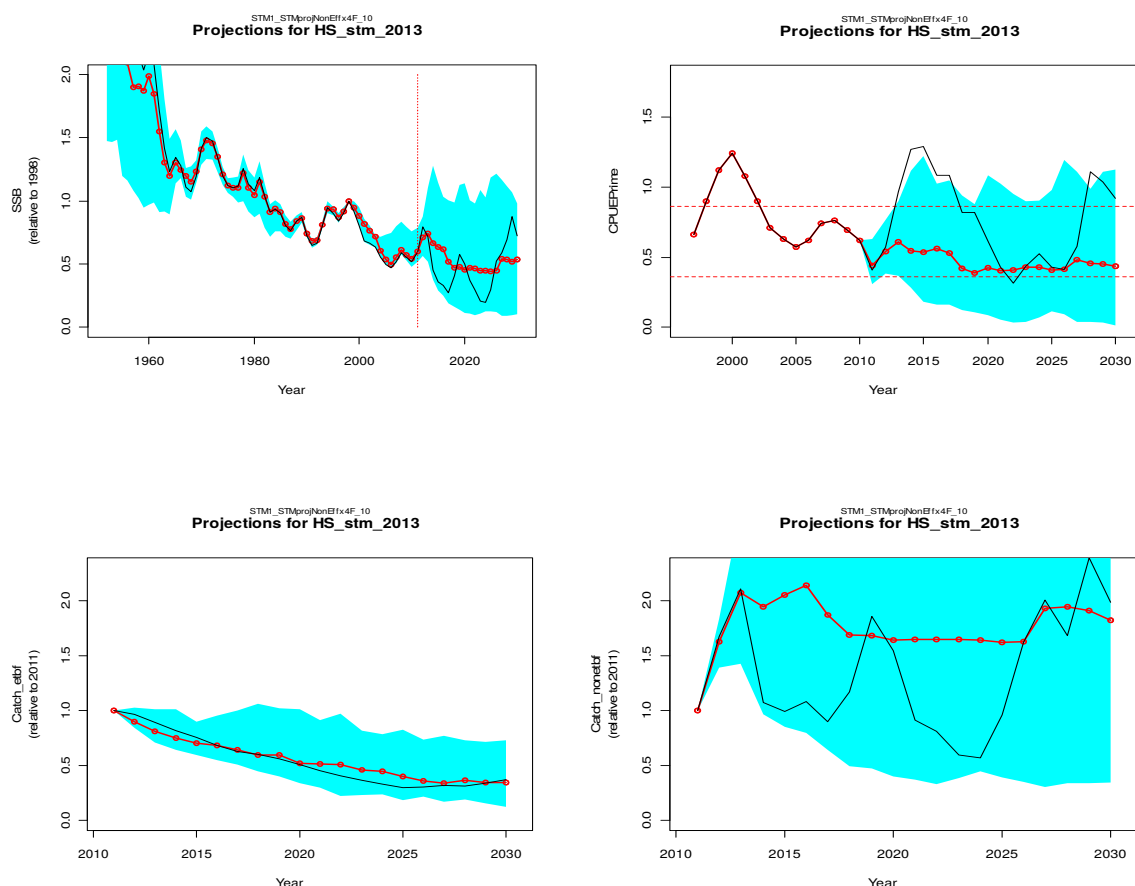 STM1_STMprojNonEffx4F_10
Projections for HS_stm_2013
SSB
(relative to 1998)
2.0
1.5
1.0
0.5
0.0
1960
1980
2000
2020
Year
STM1_STMprojNonEffx4F_10
Projections for HS_stm_2013
CPUEPrime
1.5
1.0
0.5
0.0
2000
2005
2010
2015
2020
2025
2030
Year
STM1_STMprojNonEffx4F_10
Projections for HS_stm_2013
Catch_etbf
(relative to 2011)
2.0
1.5
1.0
0.5
0.0
2010
2015
2020
2025
2030
Year
STM1_STMprojNonEffx4F_10
Projections for HS_stm_2013
Catch_nonetbf
(relative to 2011)
2.0
1.5
1.0
0.5
0.0
2010
2015
2020
2025
2030
Year